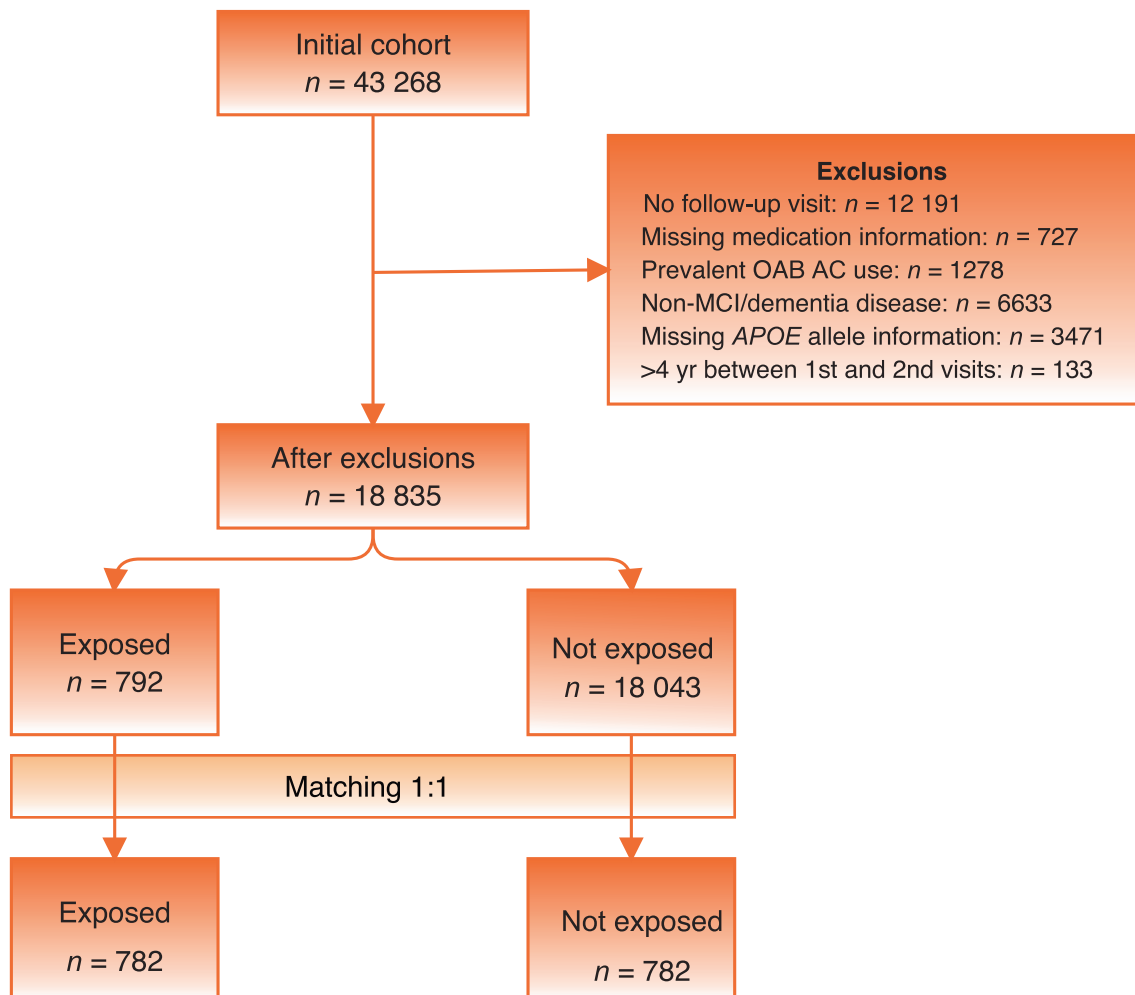 Initial cohort
n = 43 268
Exclusions
No follow-up visit: n = 12 191
Missing medication information: n = 727
Prevalent OAB AC use: n = 1278
Non-MCI/dementia disease: n = 6633
Missing APOE allele information: n = 3471
>4 yr between 1st and 2nd visits: n = 133
After exclusions
n = 18 835
Exposed
n = 792
Not exposed
n = 18 043
Matching 1:1
Exposed
n = 782
Not exposed
n = 782